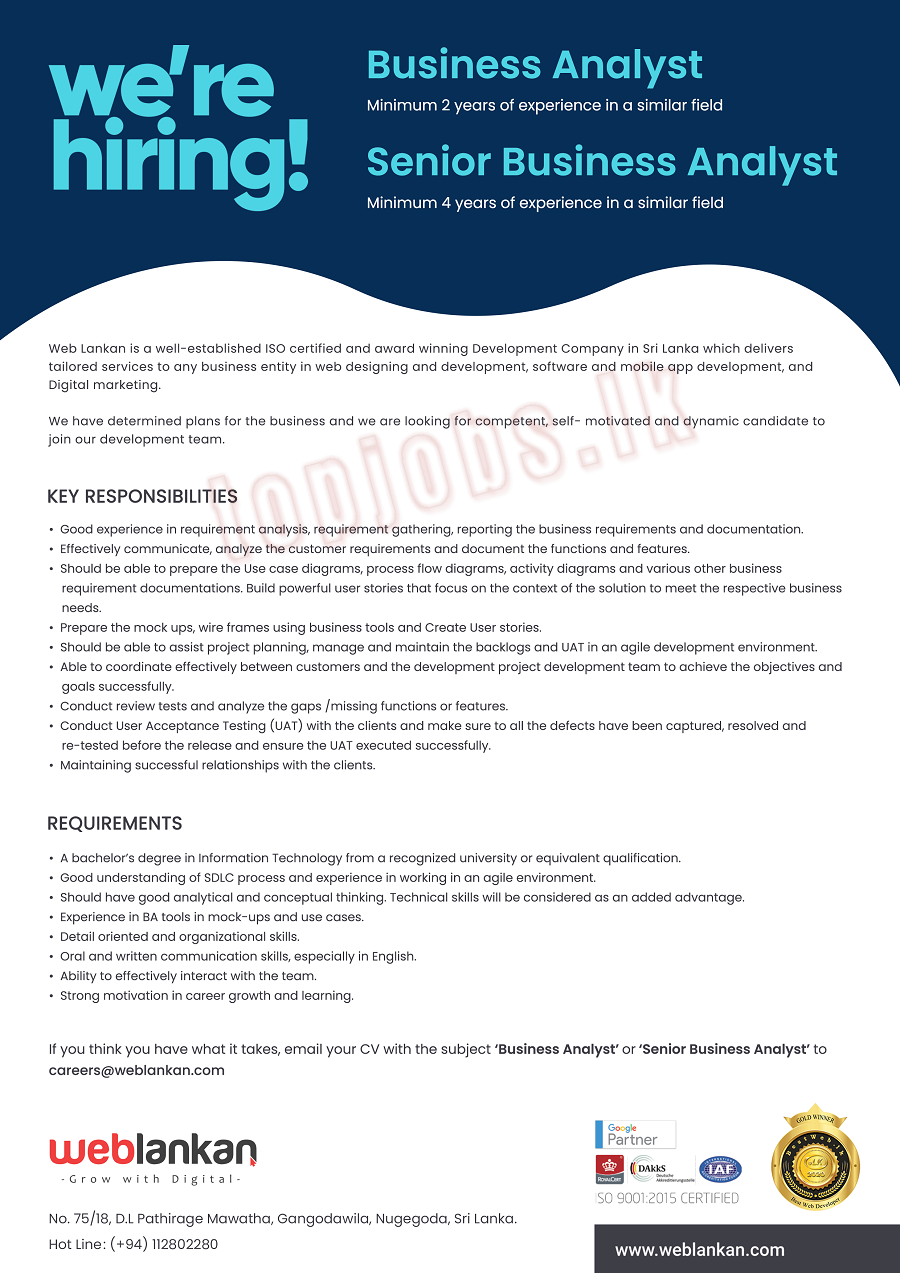 we're
hiring!
Business Analyst
Minimum 2 years of experience in a similar field
Senior Business Analyst
Minimum 4 years of experience in a similar field
Web Lankan is a well-established ISO certified and award winning Development Company in Sri Lanka which delivers
tailored services to any business entity in web designing and development, software and mobile app development, and
Digital marketing.
We have determined plans for the business and we are looking for competent, self- motivated and dynamic candidate to
join our development team.
topjobs.lk
KEY RESPONSIBILITIES
• Good experience in requirement analysis, requirement gathering, reporting the business requirements and documentation.
• Effectively communicate, analyze the customer requirements and document the functions and features.
• Should be able to prepare the Use case diagrams, process flow diagrams, activity diagrams and various other business
requirement documentations. Build powerful user stories that focus on the context of the solution to meet the respective business
needs.
• Prepare the mock ups, wire frames using business tools and Create User stories.
• Should be able to assist project planning, manage and maintain the backlogs and UAT in an agile development environment.
• Able to coordinate effectively between customers and the development project development team to achieve the objectives and
goals successfully.
• Conduct review tests and analyze the gaps /missing functions or features.
• Conduct User Acceptance Testing (UAT) with the clients and make sure to all the defects have been captured, resolved and
re-tested before the release and ensure the UAT executed successfully.
• Maintaining successful relationships with the clients.
REQUIREMENTS
• A bachelor's degree in Information Technology from a recognized university or equivalent qualification.
• Good understanding of SDLC process and experience in working in an agile environment.
• Should have good analytical and conceptual thinking. Technical skills will be considered as an added advantage.
• Experience in BA tools in mock-ups and use cases.
• Detail oriented and organizational skills.
• Oral and written communication skills, especially in English.
• Ability to effectively interact with the team.
• Strong motivation in career growth and learning.
If you think you have what it takes, email your CV with the subject 'Business Analyst' or 'Senior Business Analyst' to
careers@weblankan.com
weblankan
-Grow with Digital-
No. 75/18, D.L Pathirage Mawatha, Gangodawila, Nugegoda, Sri Lanka.
Hot Line: (+94) 112802280
Google
Partner
ROYALCERT
DAkkS
Deutsche
Akkreditierungsstelle
IAF
ISO 9001:2015 CERTIFIED
GOLD WINNER
BestWeb.lk
2020
Best Web Developer
www.weblankan.com